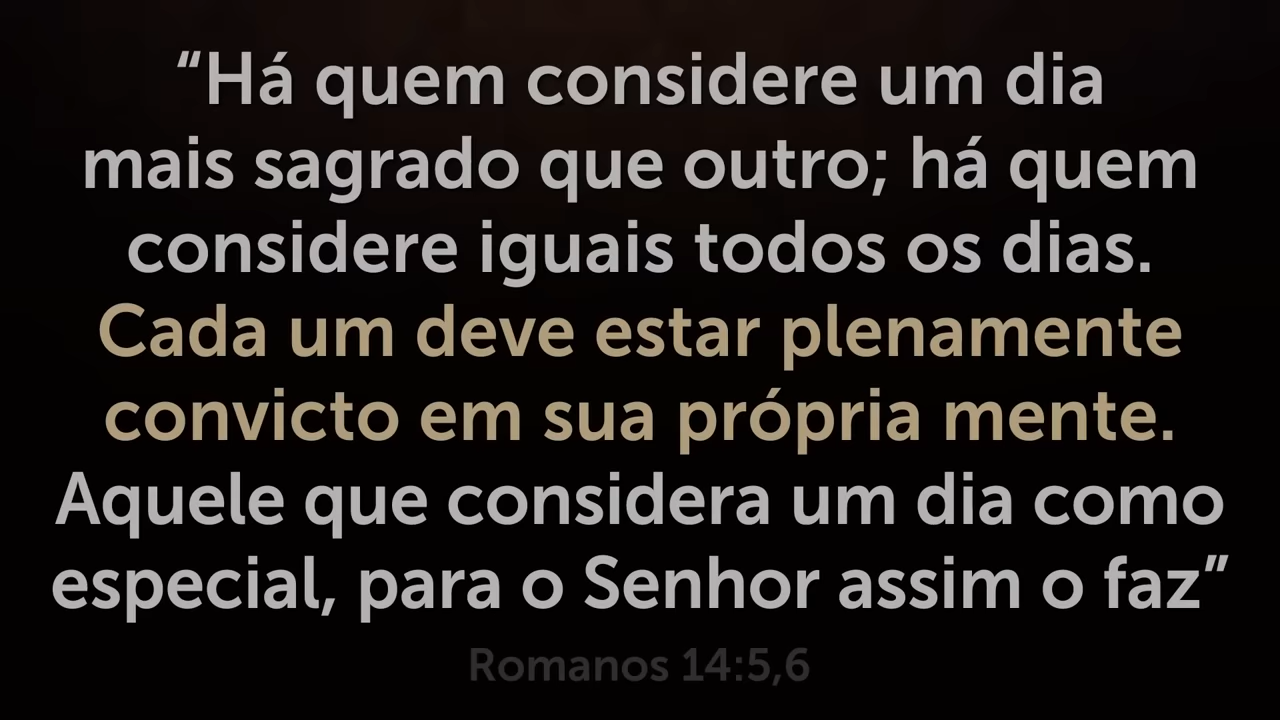 “Há quem considere um dia
mais sagrado que outro; há quem
considere iguais todos os dias.
Cada um deve estar plenamente
convicto em sua própria mente.
Aquele que considera um dia como
especial, para o Senhor assim o faz”
Romanos 14:5,6